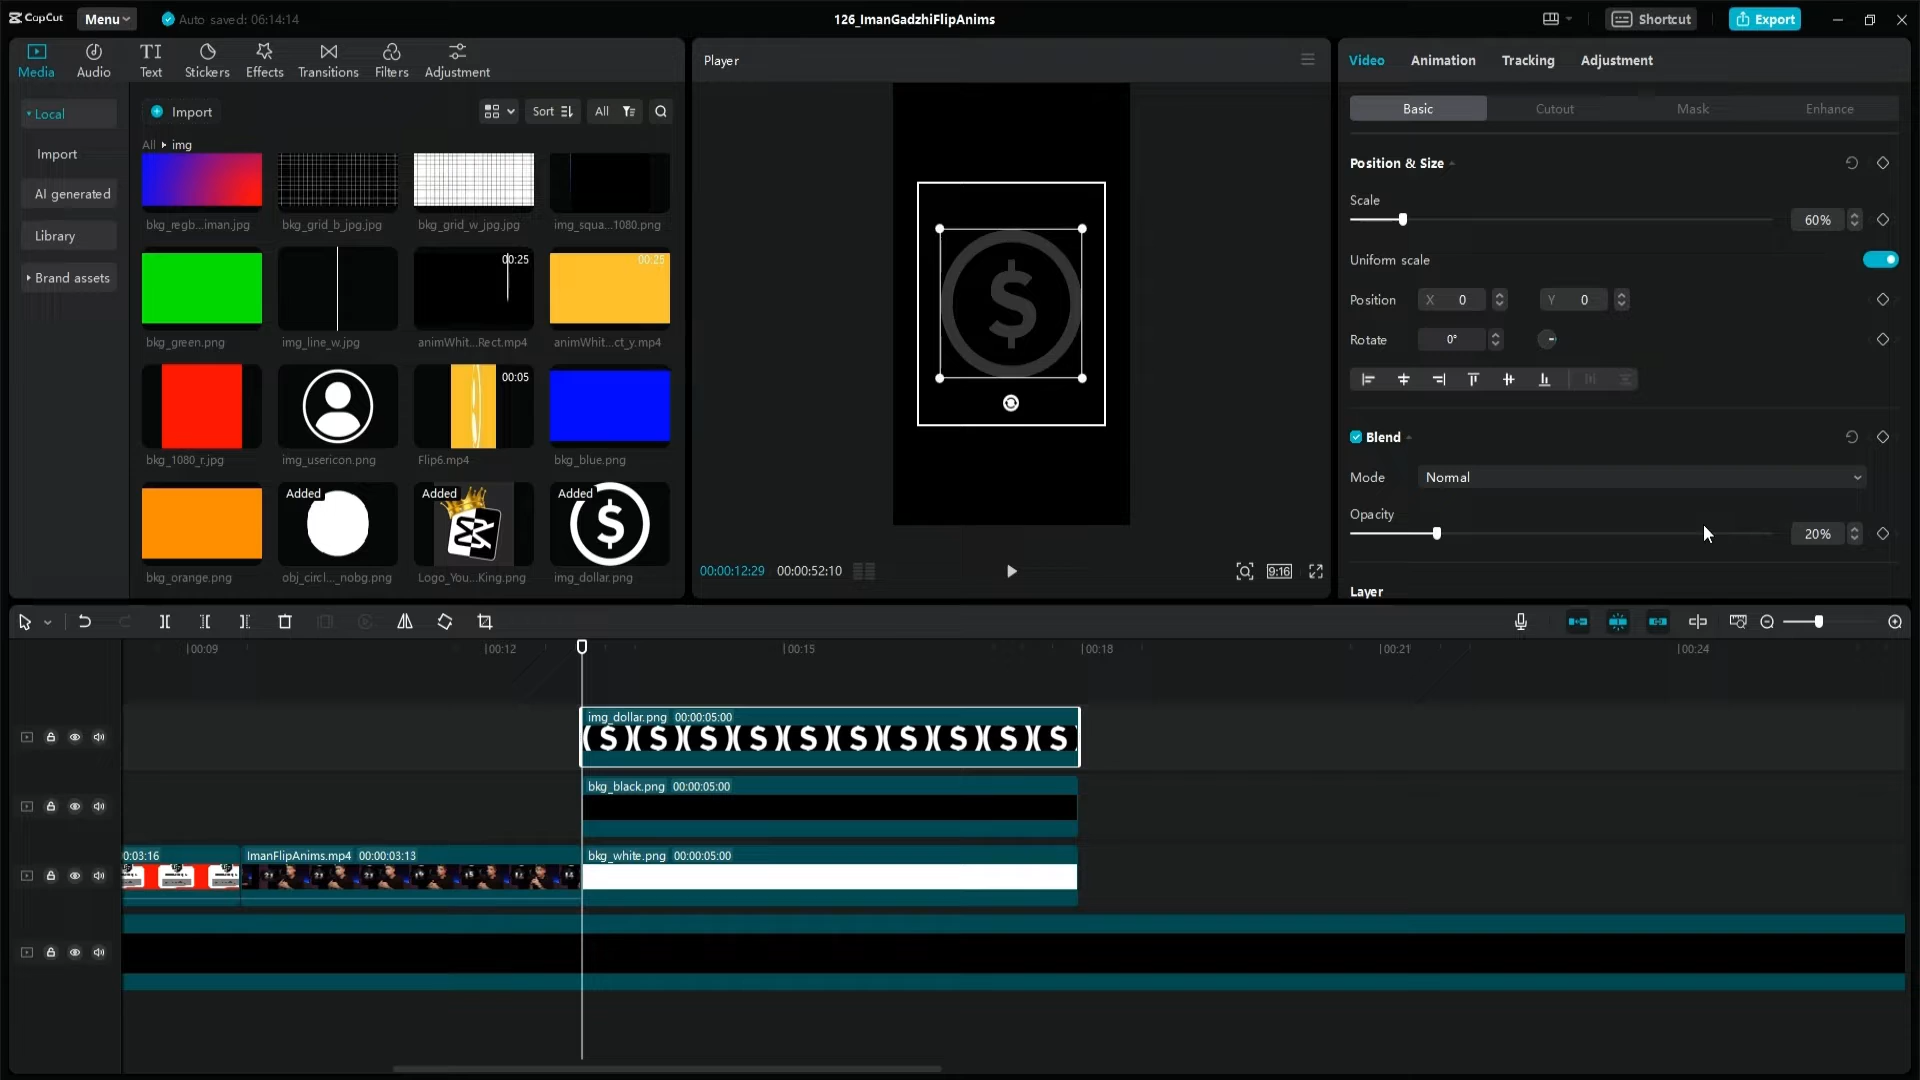 CapCut
Menu
Auto saved: 06:14:14
126_ImanGadzhiFlipAnims
Shortcut
Export
Media
Audio
TI
Text
Stickers
Effects
Transitions
Filters
Adjustment
Local
Import
AI generated
Library
Brand assets
Import
Sort
All
All
img
bkg_regb...iman.jpg
bkg_grid_b_jpg.jpg
bkg_grid_w_jpg.jpg
img_squa...1080.png
00:25
00:25
bkg_green.png
img_line_w.jpg
animWhit...Rect.mp4
animWhit...ct_y.mp4
00:05
bkg_1080_r.jpg
img_usericon.png
Flip6.mp4
bkg_blue.png
Added
Added
Added
$
bkg_orange.png
obj_circl..._nobg.png
Logo_You...King.png
img_dollar.png
Player
$
00:00:12:29
00:00:52:10
9:16
Video
Animation
Tracking
Adjustment
Basic
Cutout
Mask
Enhance
Position & Size
Scale
60%
Uniform scale
Position
X 0
Y 0
Rotate
0°
Blend
Mode
Normal
Opacity
20%
Layer
00:09
00:12
00:15
00:18
00:21
00:24
img_dollar.png 00:00:05:00
$ $ $ $ $ $ $ $ $ $
bkg_black.png 00:00:05:00
0:03:16
ImanFlipAnims.mp4 00:00:03:13
bkg_white.png 00:00:05:00